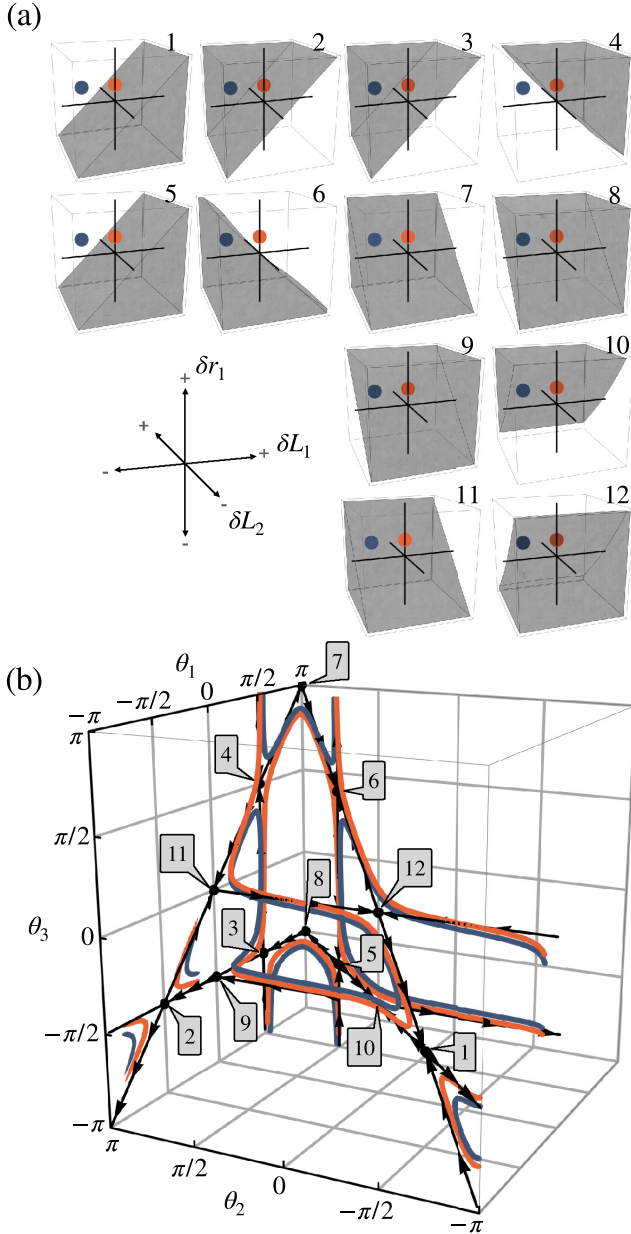 (a)
1 2 3 4
5 6 7 8
+ δr₁ 9 10
+ + δL₁
- - δL₂
- 11 12
(b)
θ₁ π/2 π 7
−π −π/2 0
π
4 6
π/2
11 12
8
θ₃ 0 3 5
−π/2 2 9 10 1
−π
π π/2 0 −π/2 −π
θ₂